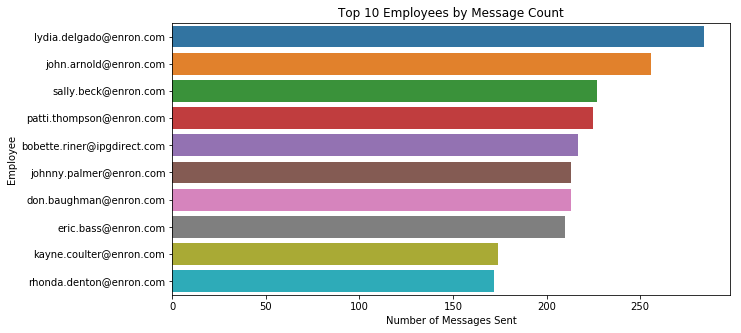 Top 10 Employees by Message Count
lydia.delgado@enron.com
john.arnold@enron.com
sally.beck@enron.com
patti.thompson@enron.com
bobette.riner@ipgdirect.com
johnny.palmer@enron.com
don.baughman@enron.com
eric.bass@enron.com
kayne.coulter@enron.com
rhonda.denton@enron.com
Employee
0 50 100 150 200 250
Number of Messages Sent